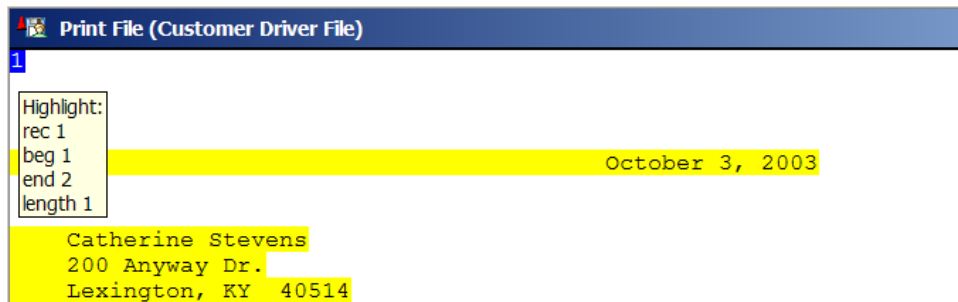 Print File (Customer Driver File)
1
Highlight:
rec 1
beg 1
end 2
length 1
October 3, 2003
Catherine Stevens
200 Anyway Dr.
Lexington, KY  40514